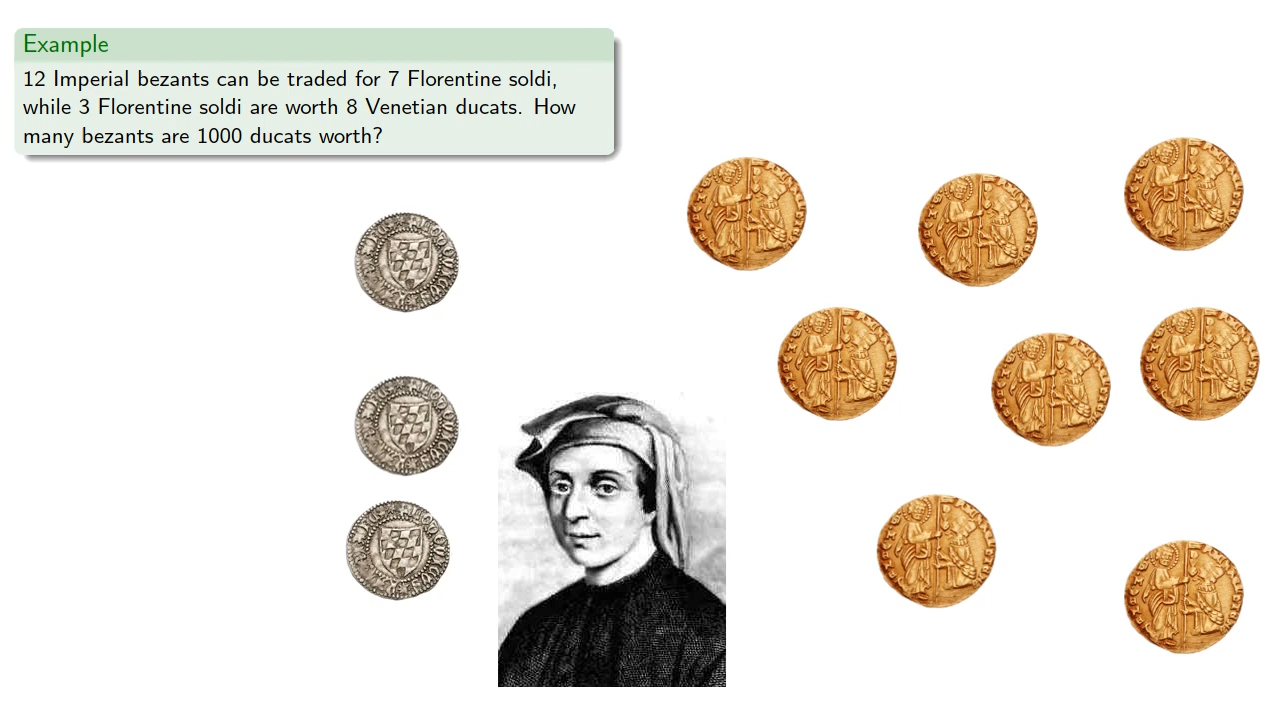 Example
12 Imperial bezants can be traded for 7 Florentine soldi,
while 3 Florentine soldi are worth 8 Venetian ducats. How
many bezants are 1000 ducats worth?